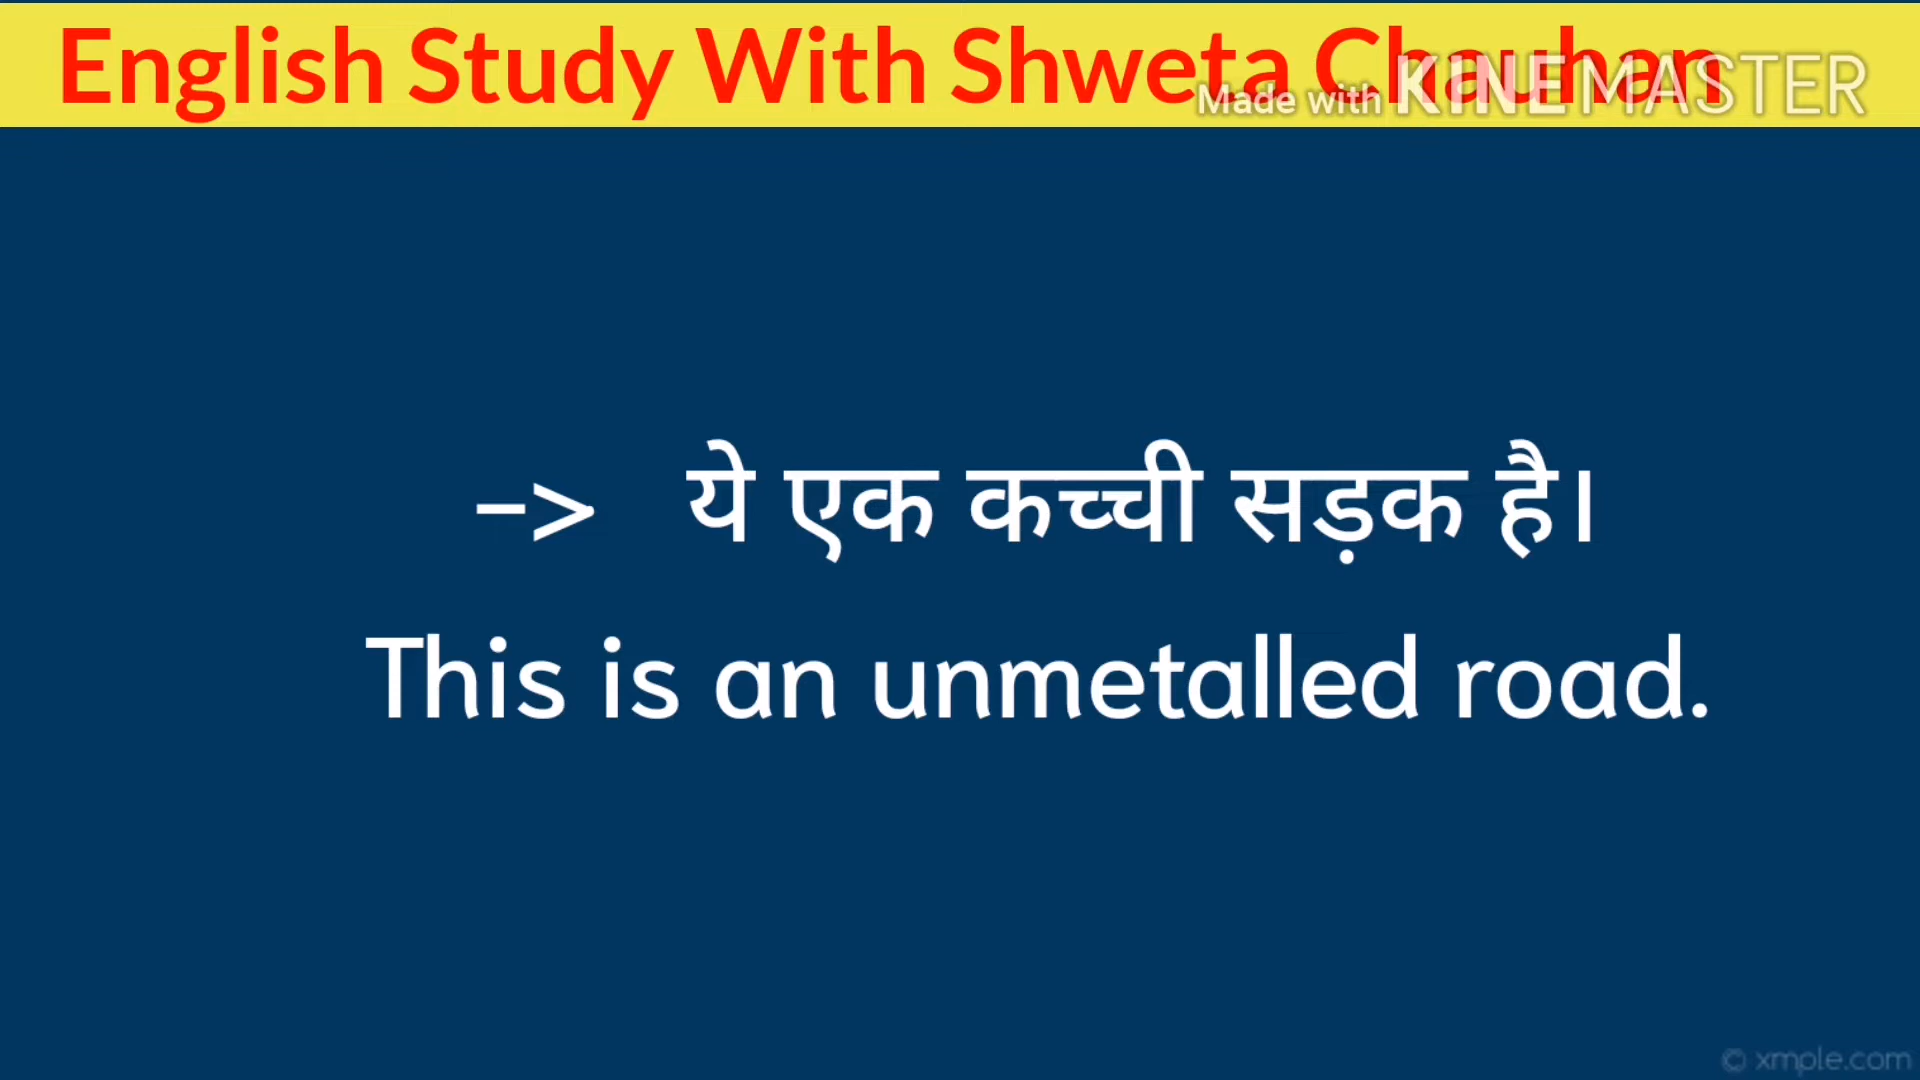 English Study With Shweta Chauhan
Made with KINEMASTER
-> ये एक कच्ची सड़क है।
This is an unmetalled road.
© xmple.com